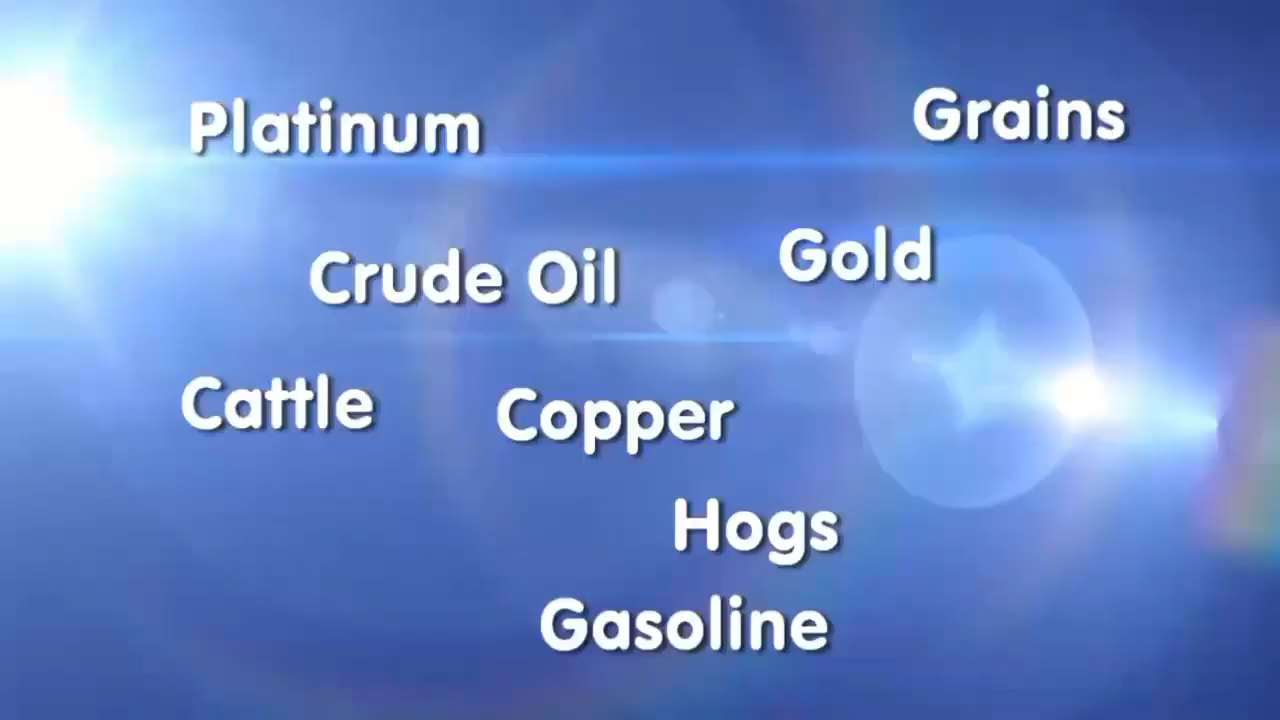 Platinum
Grains
Crude Oil
Gold
Cattle
Copper
Hogs
Gasoline